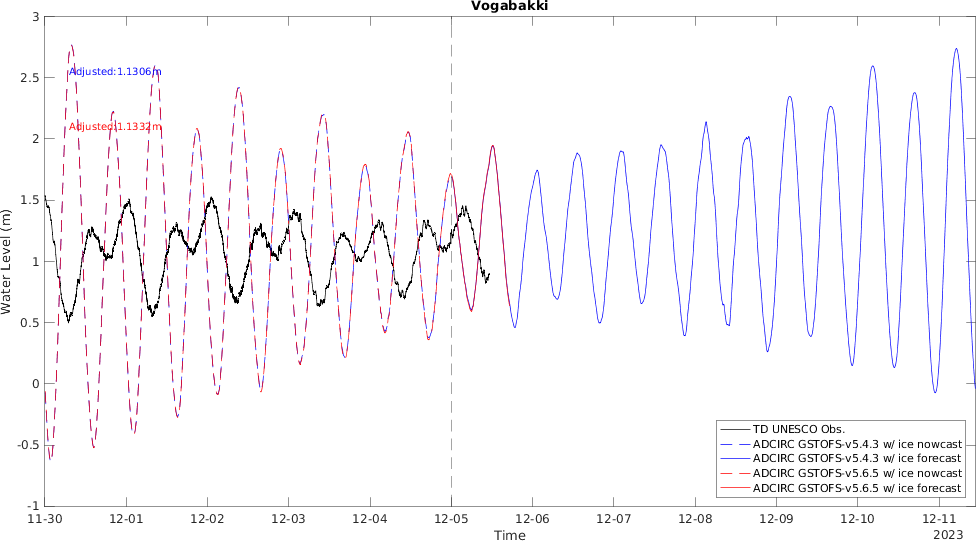 Vogabakki
3
2.5
2
1.5
1
0.5
0
-0.5
-1
Water Level (m)
Adjusted:1.1306m
Adjusted:1.1332m
TD UNESCO Obs.
ADCIRC GSTOFS-v5.4.3 w/ ice nowcast
ADCIRC GSTOFS-v5.4.3 w/ ice forecast
ADCIRC GSTOFS-v5.6.5 w/ ice nowcast
ADCIRC GSTOFS-v5.6.5 w/ ice forecast
11-30 12-01 12-02 12-03 12-04 12-05 12-06 12-07 12-08 12-09 12-10 12-11
Time
2023